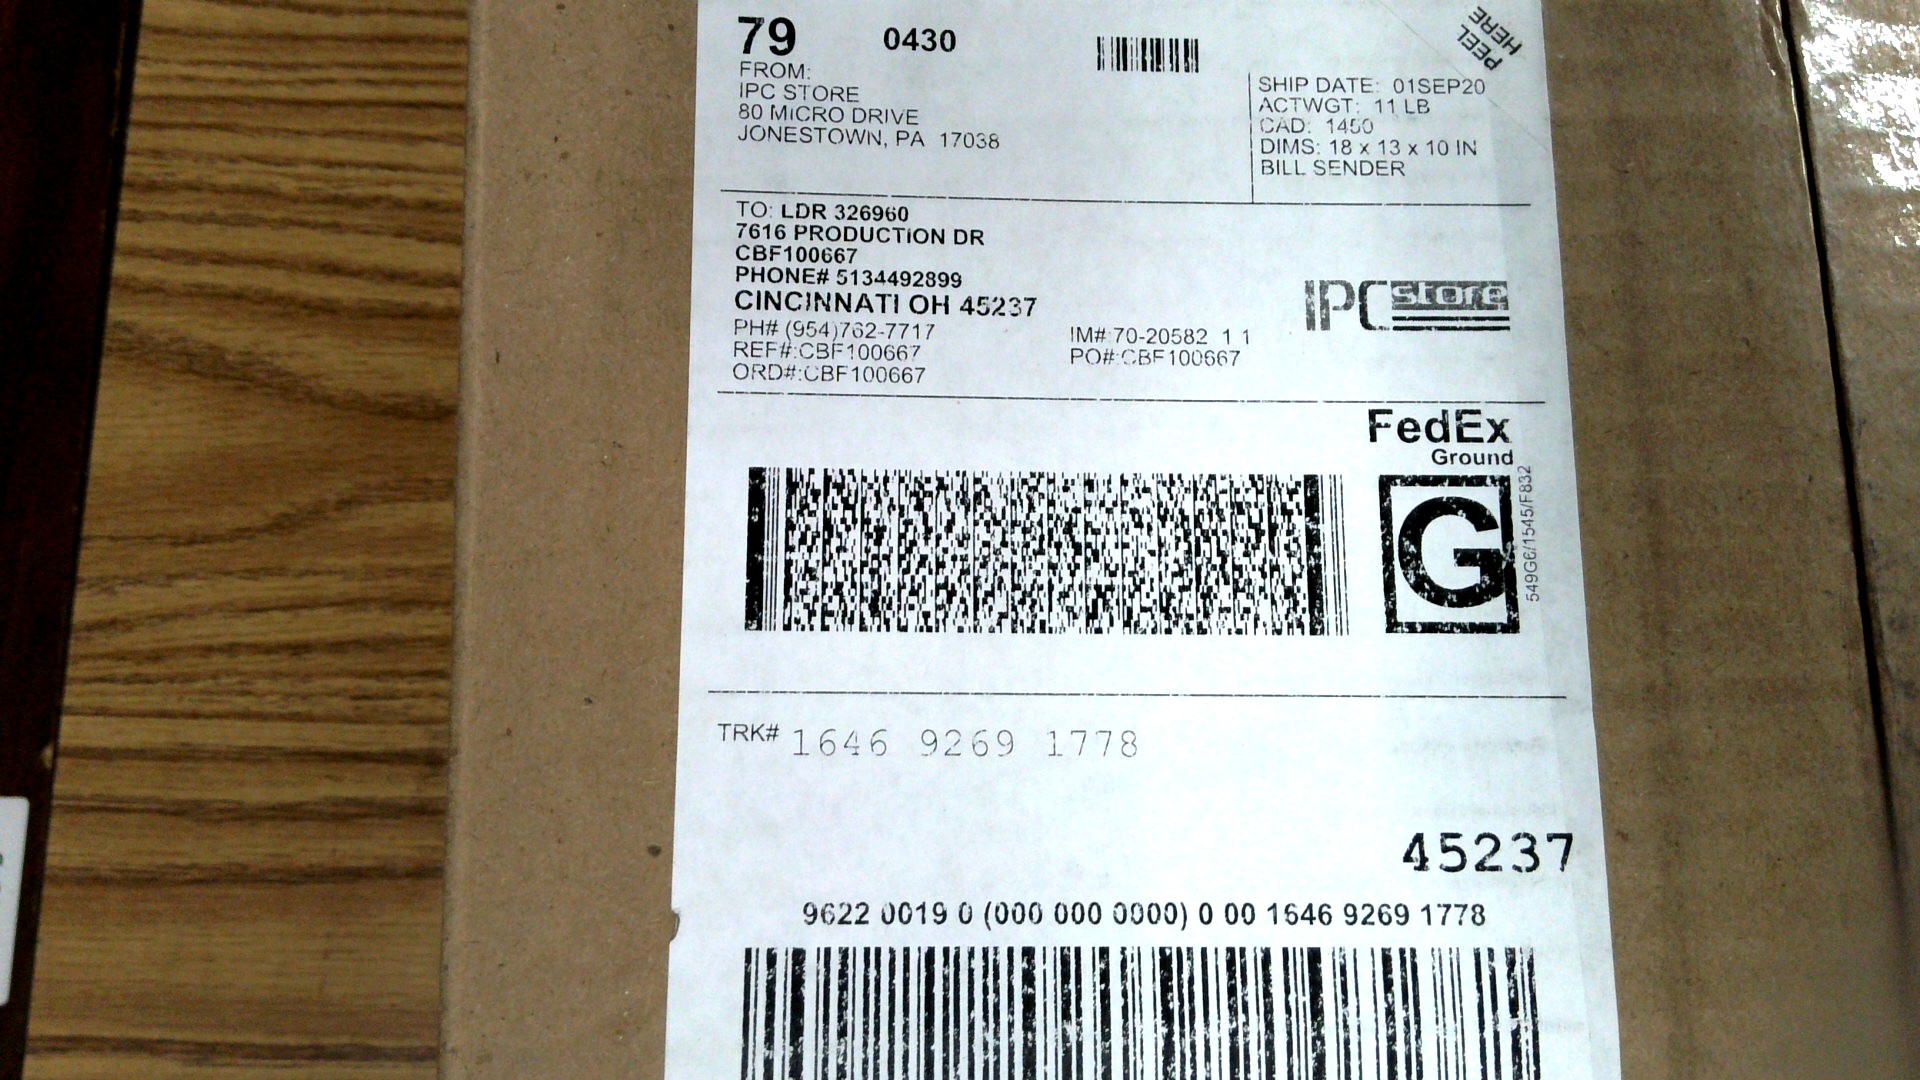 79 0430
PEEL
HERE
FROM:
IPC STORE
80 MICRO DRIVE
JONESTOWN, PA 17038
SHIP DATE: 01SEP20
ACTWGT: 11 LB
CAD: 1450
DIMS: 18 x 13 x 10 IN
BILL SENDER
TO: LDR 326960
7616 PRODUCTION DR
CBF100667
PHONE# 5134492899
CINCINNATI OH 45237
PH# (954)762-7717
REF#:CBF100667
ORD#:CBF100667
IM#:70-20582 1 1
PO#:CBF100667
IPC store
FedEx
Ground
G
549G6/1545/F832
TRK# 1646 9269 1778
45237
9622 0019 0 (000 000 0000) 0 00 1646 9269 1778